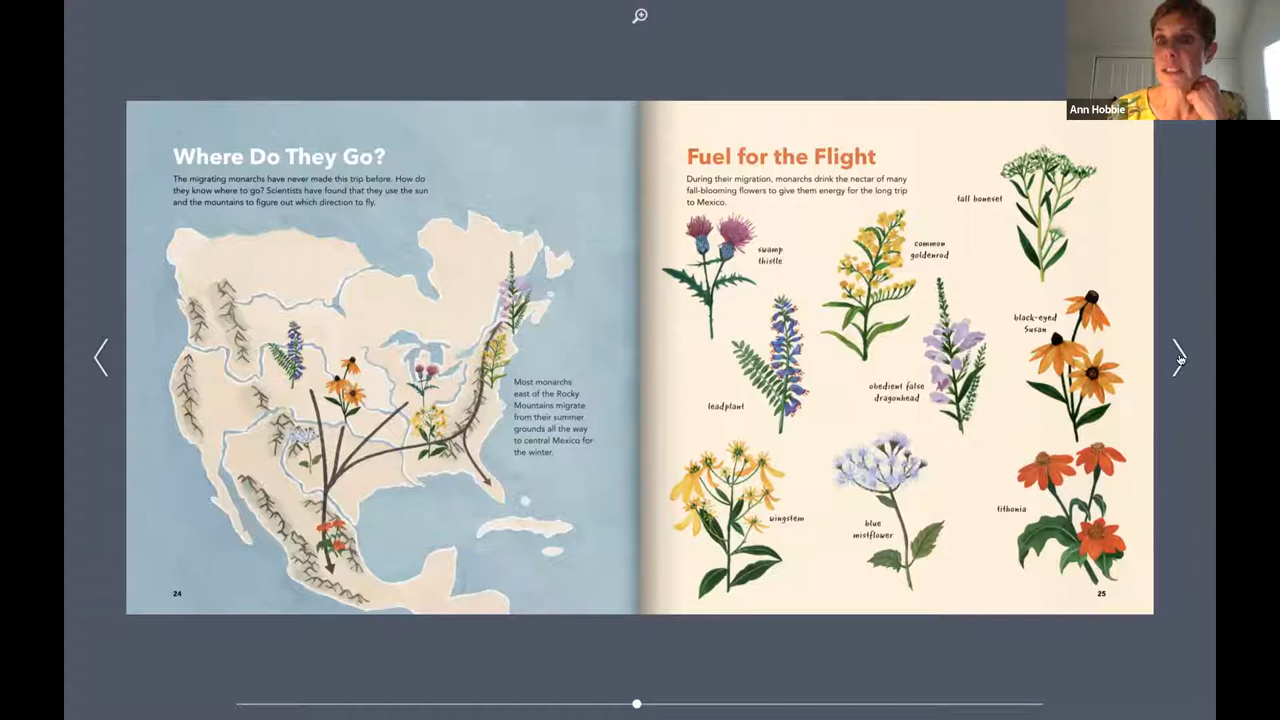 Ann Hobbie
Where Do They Go?
The migrating monarchs have never made this trip before. How do
they know where to go? Scientists have found that they use the sun
and the mountains to figure out which direction to fly.
Most monarchs
east of the Rocky
Mountains migrate
from their summer
grounds all the way
to central Mexico for
the winter.
24
Fuel for the Flight
During their migration, monarchs drink the nectar of many
fall-blooming flowers to give them energy for the long trip
to Mexico.
tall boneset
swamp
thistle
common
goldenrod
black-eyed
Susan
leadplant
obedient false
dragonhead
wingstem
blue
mistflower
tithonia
25